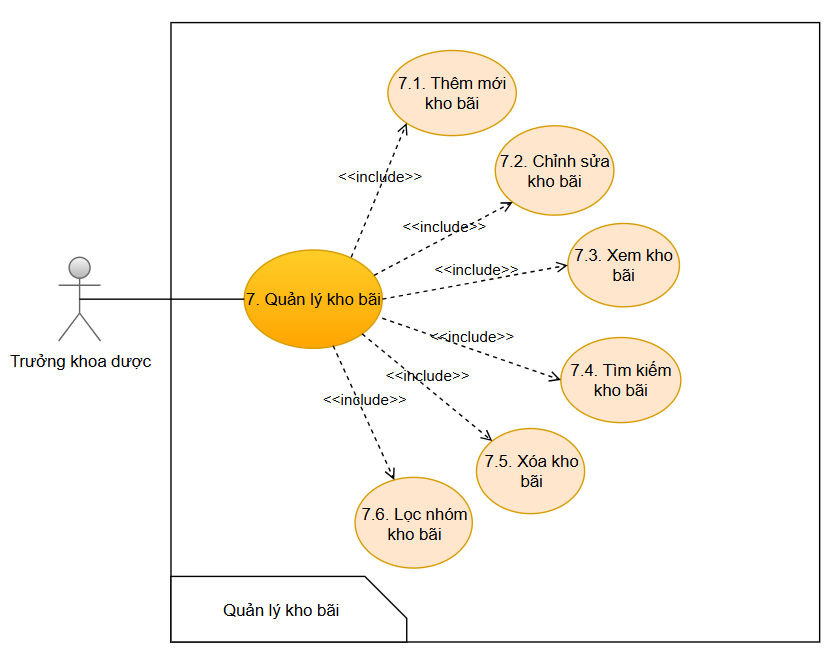 7.1. Thêm mới
kho bãi
7.2. Chỉnh sửa
kho bãi
<<include>>
<<include>>
7.3. Xem kho
bãi
<<include>>
7. Quản lý kho bãi
Trưởng khoa dược
<<include>>
7.4. Tìm kiếm
kho bãi
<<include>>
<<include>>
7.5. Xóa kho
bãi
7.6. Lọc nhóm
kho bãi
Quản lý kho bãi